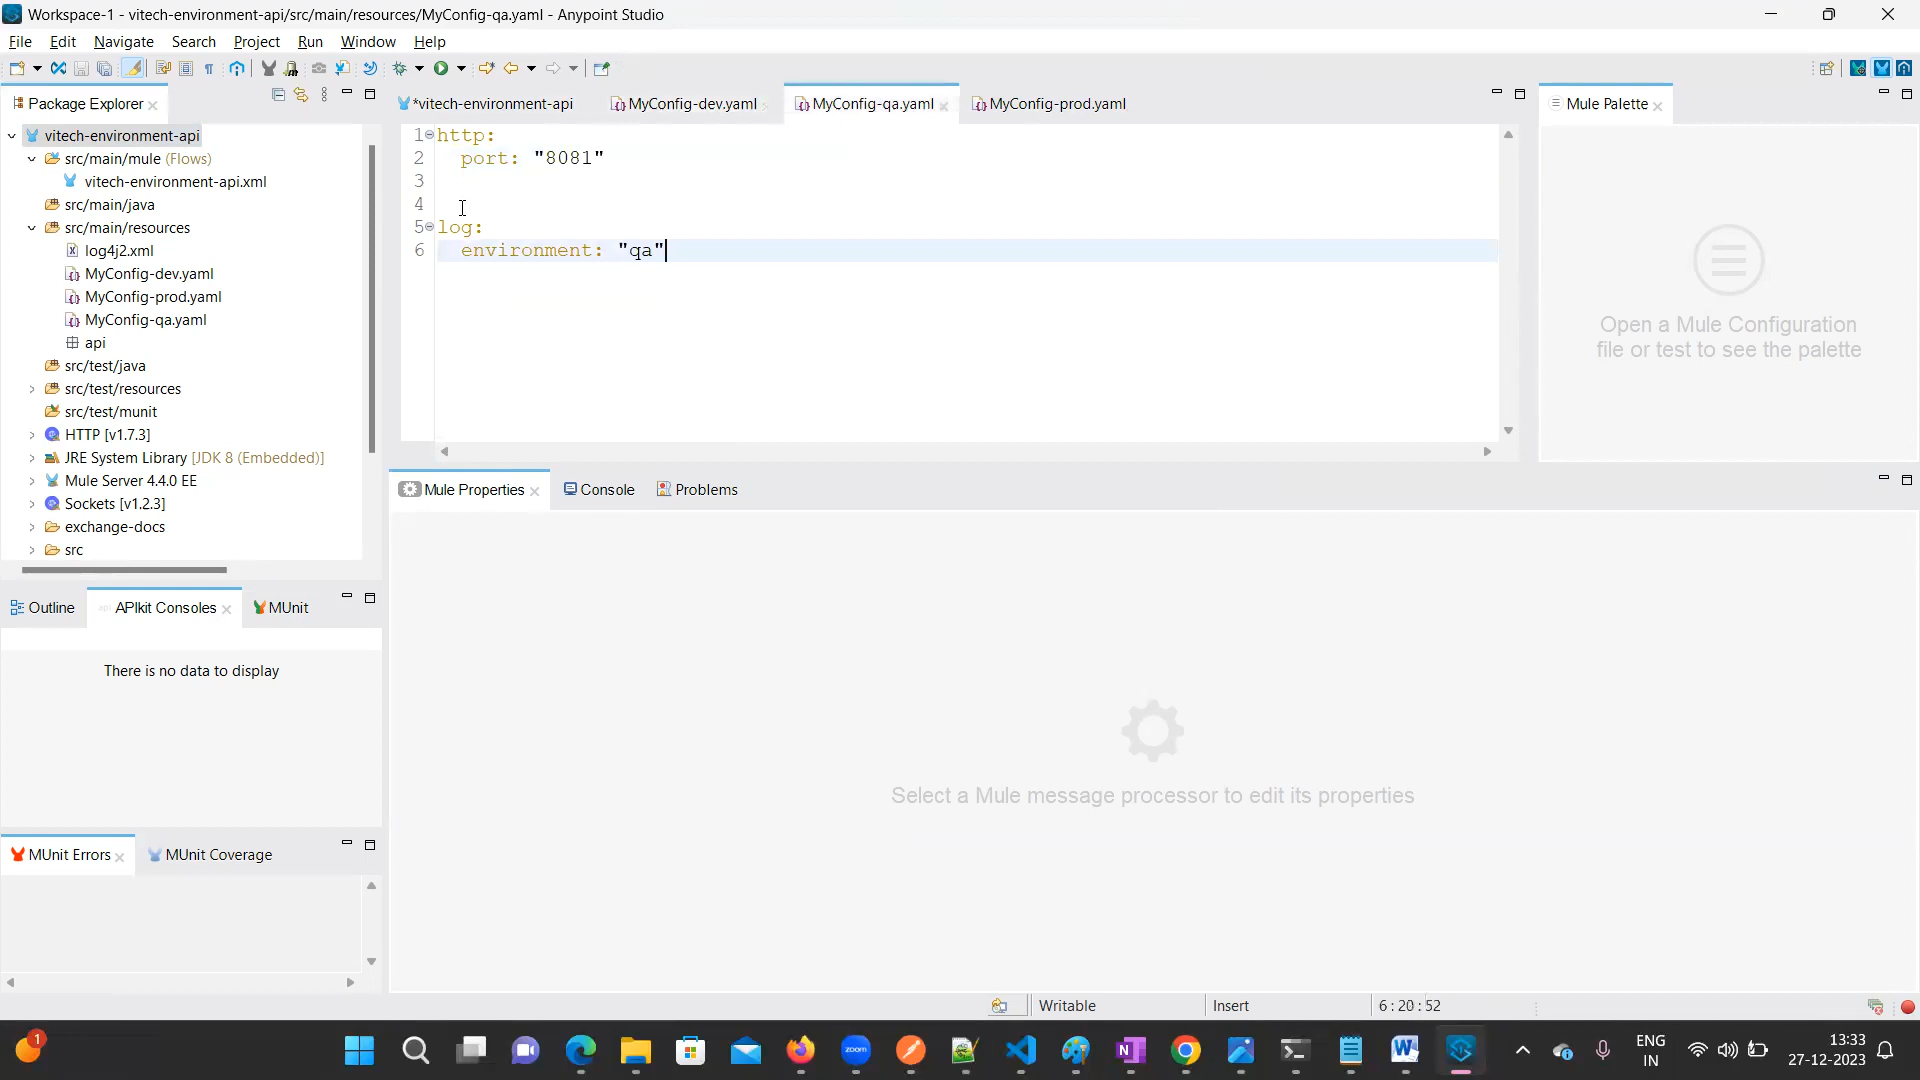 Workspace-1 - vitech-environment-api/src/main/resources/MyConfig-qa.yaml - Anypoint Studio
File Edit Navigate Search Project Run Window Help
Package Explorer
vitech-environment-api
src/main/mule (Flows)
vitech-environment-api.xml
src/main/java
src/main/resources
log4j2.xml
MyConfig-dev.yaml
MyConfig-prod.yaml
MyConfig-qa.yaml
api
src/test/java
src/test/resources
src/test/munit
HTTP [v1.7.3]
JRE System Library [JDK 8 (Embedded)]
Mule Server 4.4.0 EE
Sockets [v1.2.3]
exchange-docs
src
*vitech-environment-api MyConfig-dev.yaml MyConfig-qa.yaml MyConfig-prod.yaml
1 http:
2 port: "8081"
3
4
5 log:
6 environment: "qa"
Mule Palette
Open a Mule Configuration
file or test to see the palette
Mule Properties Console Problems
Select a Mule message processor to edit its properties
Outline APIkit Consoles MUnit
There is no data to display
MUnit Errors MUnit Coverage
Writable Insert 6 : 20 : 52
1
zoom
ENG
IN
13:33
27-12-2023